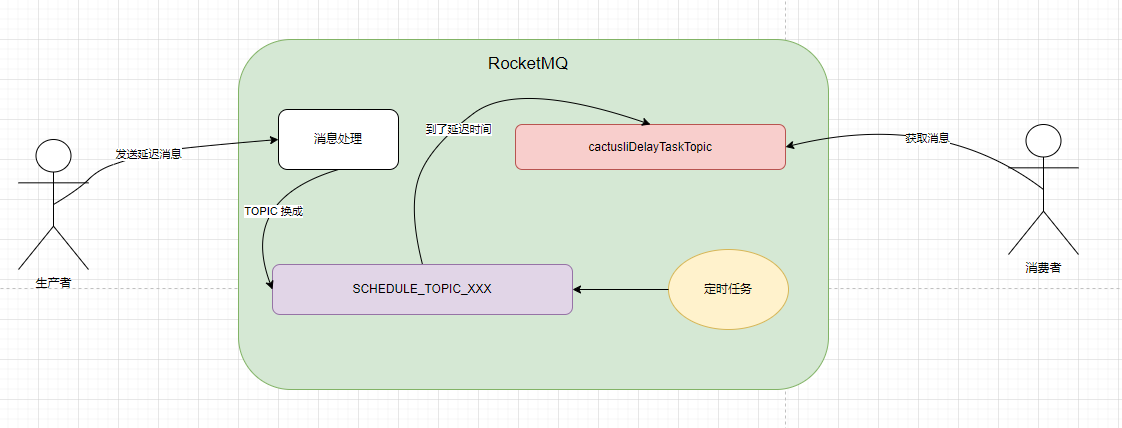 RocketMQ
消息处理
到了延迟时间
cactusliDelayTaskTopic
获取消息
发送延迟消息
TOPIC 换成
生产者
消费者
SCHEDULE_TOPIC_XXX
定时任务